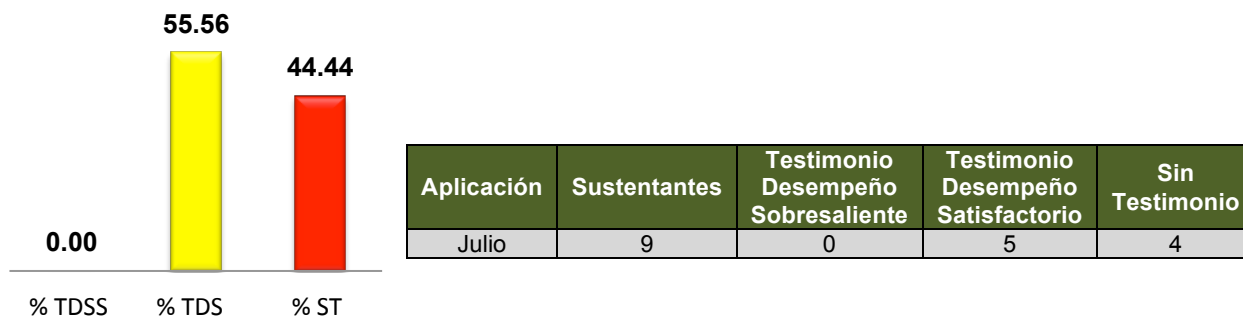 55.56
44.44
0.00
% TDSS % TDS % ST
Aplicación Sustentantes Testimonio Desempeño Sobresaliente Testimonio Desempeño Satisfactorio Sin Testimonio
Julio 9 0 5 4